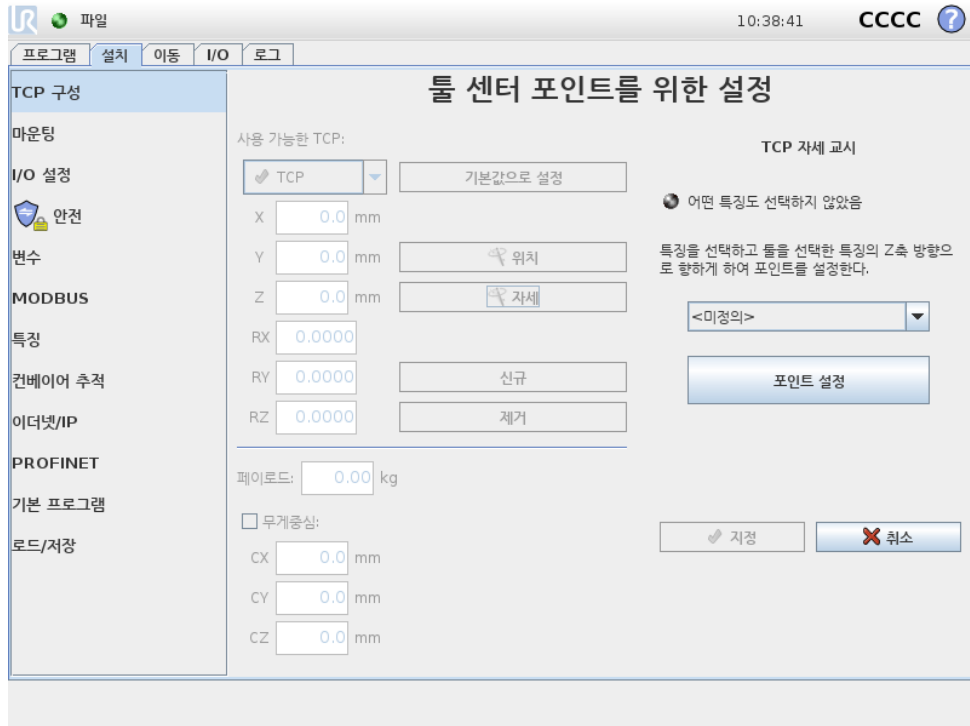 UR 파일 10:38:41 CCCC ?
프로그램 설치 이동 I/O 로그
TCP 구성
마운팅
I/O 설정
안전
변수
MODBUS
특징
컨베이어 추적
이더넷/IP
PROFINET
기본 프로그램
로드/저장
툴 센터 포인트를 위한 설정
사용 가능한 TCP:
TCP 기본값으로 설정
X 0.0 mm
Y 0.0 mm 위치
Z 0.0 mm 자세
RX 0.0000
RY 0.0000 신규
RZ 0.0000 제거
페이로드: 0.00 kg
무게중심:
CX 0.0 mm
CY 0.0 mm
CZ 0.0 mm
TCP 자세 교시
어떤 특징도 선택하지 않았음
특징을 선택하고 툴을 선택한 특징의 Z축 방향으
로 향하게 하여 포인트를 설정한다.
<미정의>
포인트 설정
지정 취소